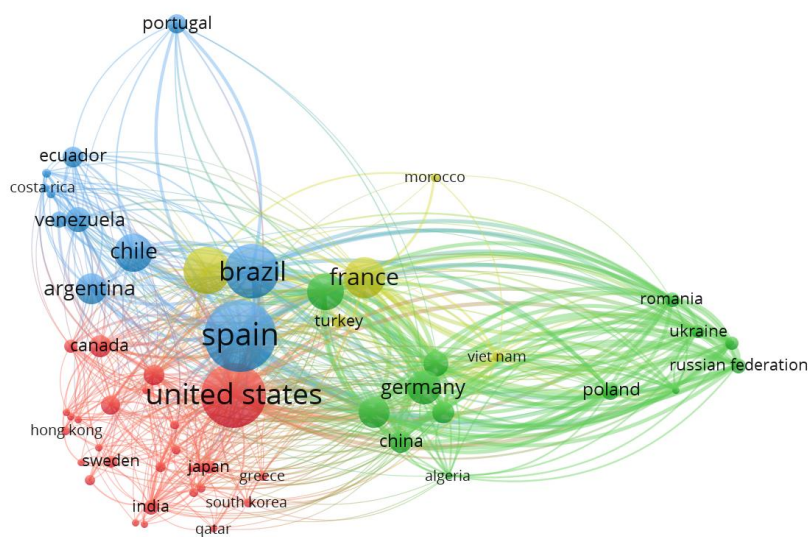 portugal
ecuador
costa rica
morocco
venezuela
chile
brazil
france
argentina
romania
turkey
spain
ukraine
canada
viet nam
russian federation
united states
germany
poland
hong kong
china
sweden
japan
greece
algeria
india
south korea
qatar